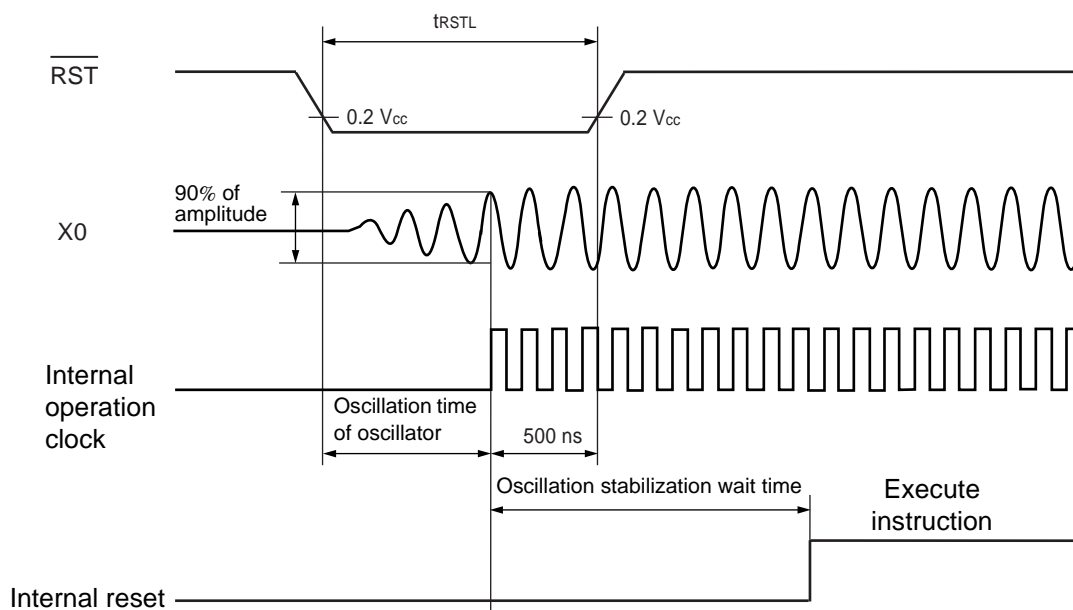 tRSTL
RST
0.2 Vcc
0.2 Vcc
90% of
amplitude
X0
Internal
operation
clock
Oscillation time
of oscillator
500 ns
Oscillation stabilization wait time
Execute
instruction
Internal reset